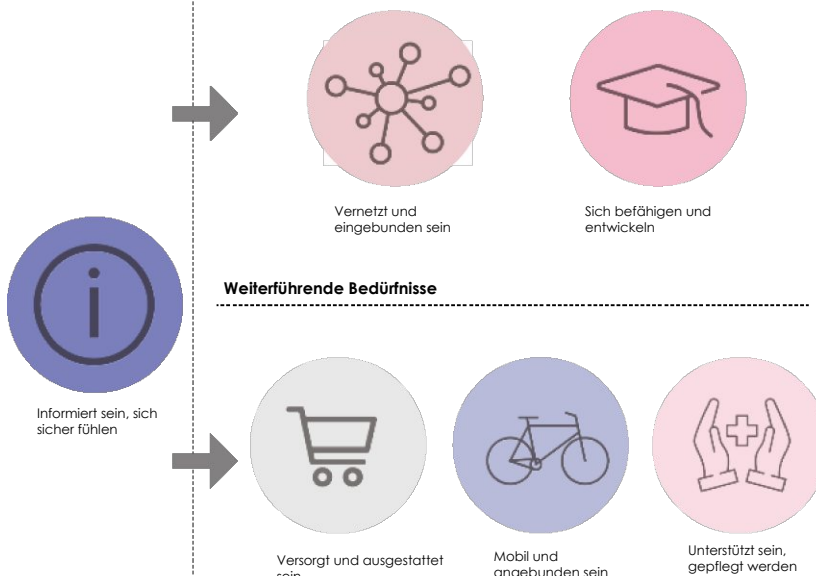 Vernetzt und
eingebunden sein
Sich befähigen und
entwickeln
Weiterführende Bedürfnisse
Informiert sein, sich
sicher fühlen
Versorgt und ausgestattet
sein
Mobil und
angebunden sein
Unterstützt sein,
gepflegt werden